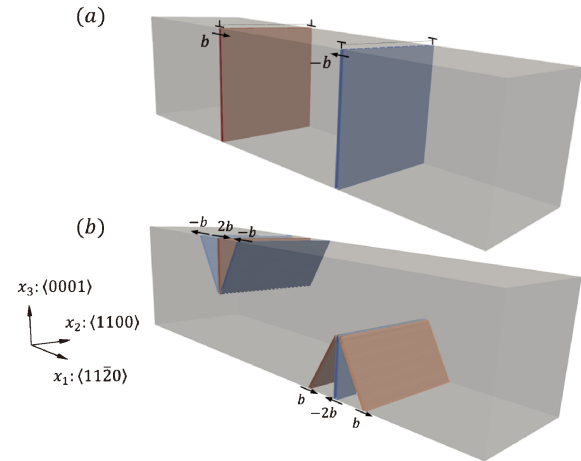 (a)
b
−b
(b)
−b 2b −b
x₃: ⟨0001⟩
x₂: ⟨1100⟩
x₁: ⟨112̅0⟩
b −2b b